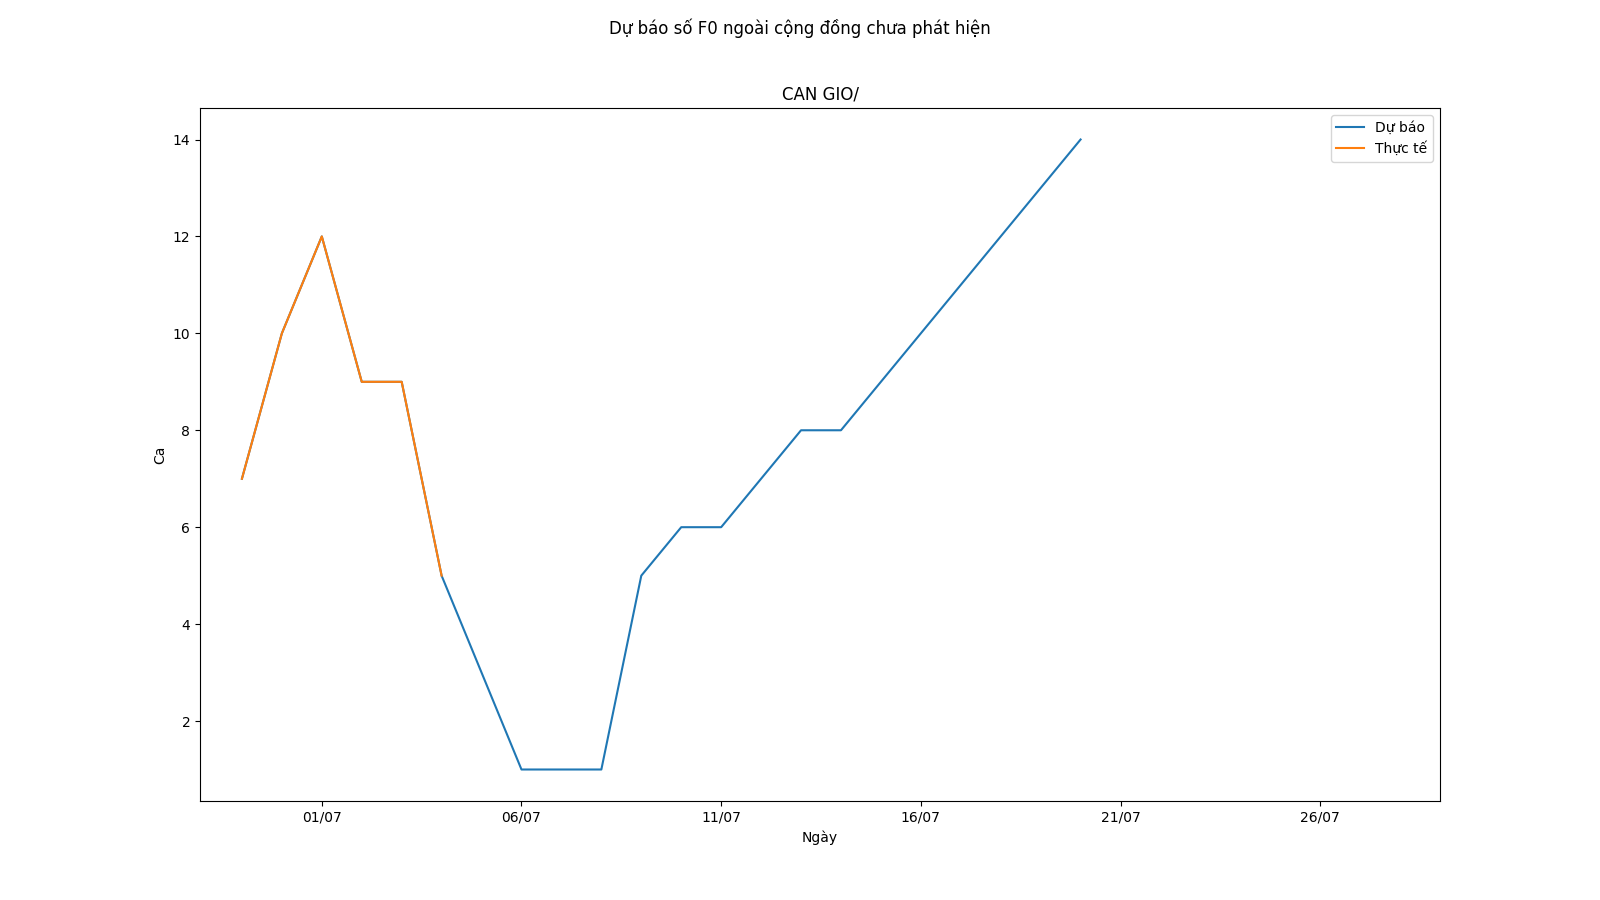 Dự báo số F0 ngoài cộng đồng chưa phát hiện
CAN GIO/
Dự báo
Thực tế
14
12
10
8
6
4
2
Ca
01/07
06/07
11/07
16/07
21/07
26/07
Ngày